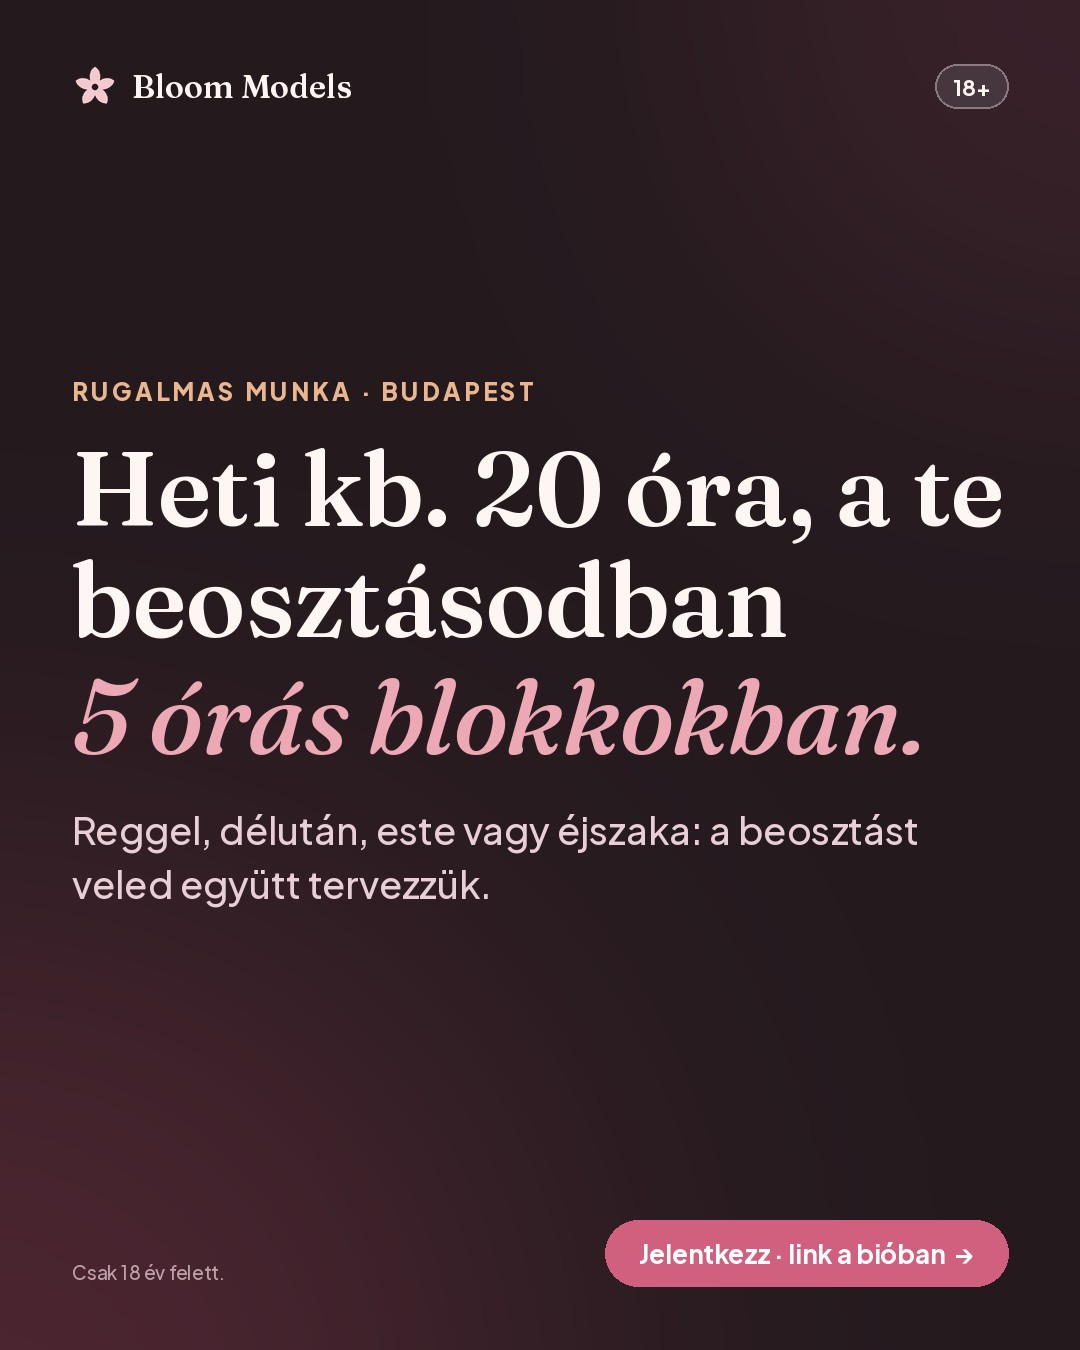 Bloom Models
18+
RUGALMAS MUNKA · BUDAPEST
Heti kb. 20 óra, a te
beosztásodban
5 órás blokkokban.
Reggel, délután, este vagy éjszaka: a beosztást
veled együtt tervezzük.
Csak 18 év felett.
Jelentkezz · link a bióban →